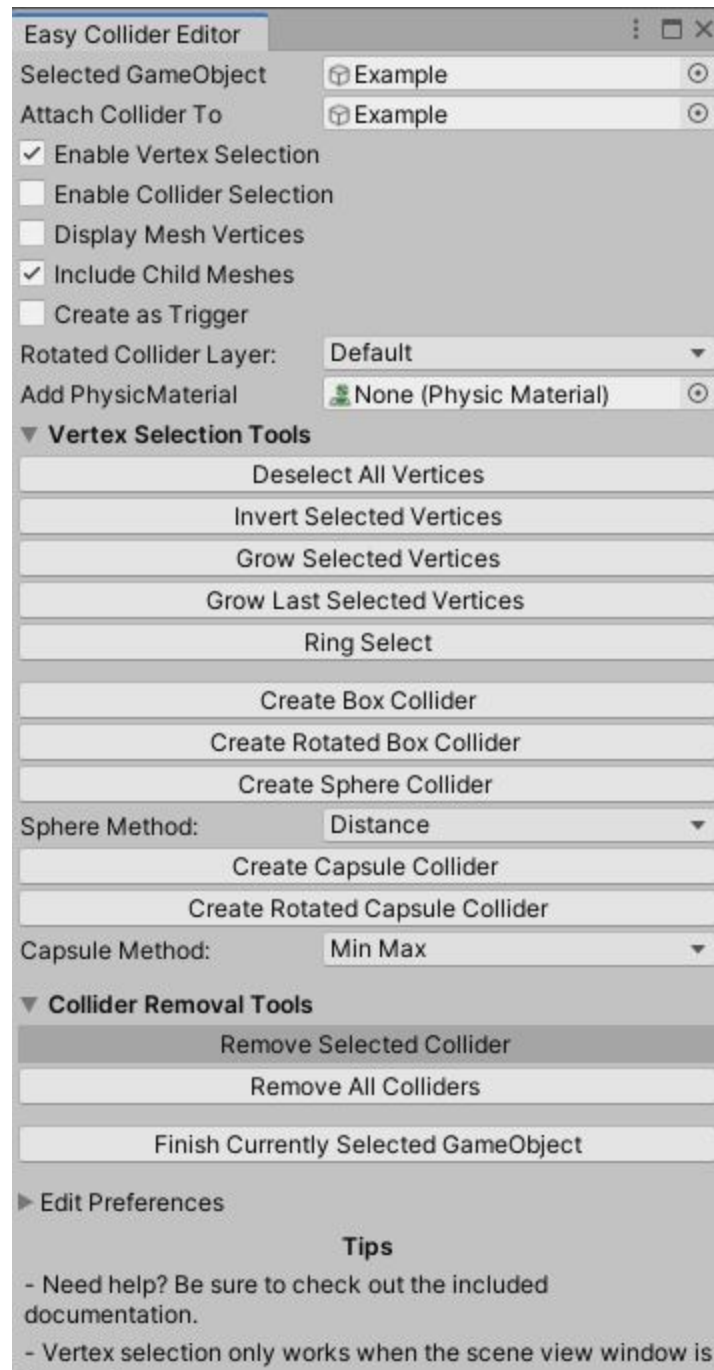 Easy Collider Editor
Selected GameObject Example
Attach Collider To Example
Enable Vertex Selection
Enable Collider Selection
Display Mesh Vertices
Include Child Meshes
Create as Trigger
Rotated Collider Layer: Default
Add PhysicMaterial None (Physic Material)
Vertex Selection Tools
Deselect All Vertices
Invert Selected Vertices
Grow Selected Vertices
Grow Last Selected Vertices
Ring Select
Create Box Collider
Create Rotated Box Collider
Create Sphere Collider
Sphere Method: Distance
Create Capsule Collider
Create Rotated Capsule Collider
Capsule Method: Min Max
Collider Removal Tools
Remove Selected Collider
Remove All Colliders
Finish Currently Selected GameObject
Edit Preferences
Tips
- Need help? Be sure to check out the included
documentation.
- Vertex selection only works when the scene view window is